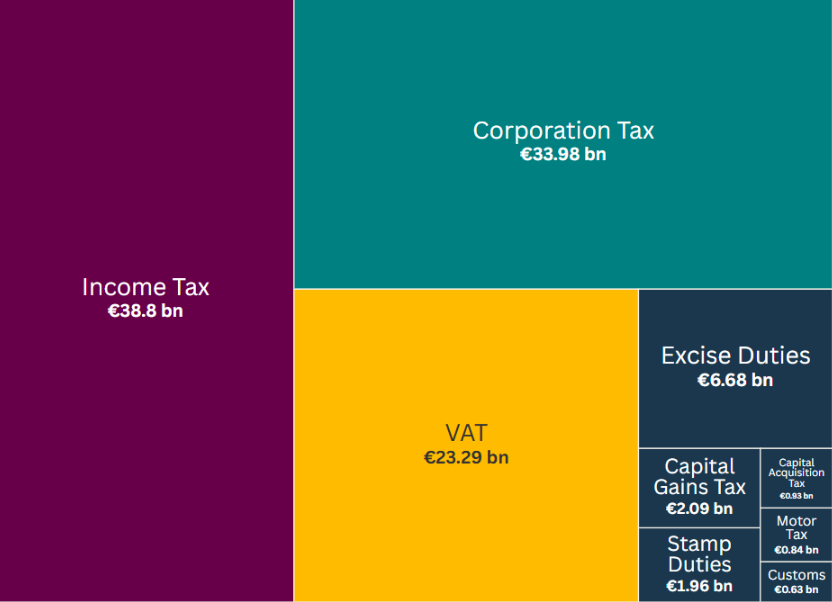 Income Tax
€38.8 bn
Corporation Tax
€33.98 bn
VAT
€23.29 bn
Excise Duties
€6.68 bn
Capital
Gains Tax
€2.09 bn
Stamp
Duties
€1.96 bn
Capital
Acquisition
Tax
€0.93 bn
Motor
Tax
€0.84 bn
Customs
€0.63 bn